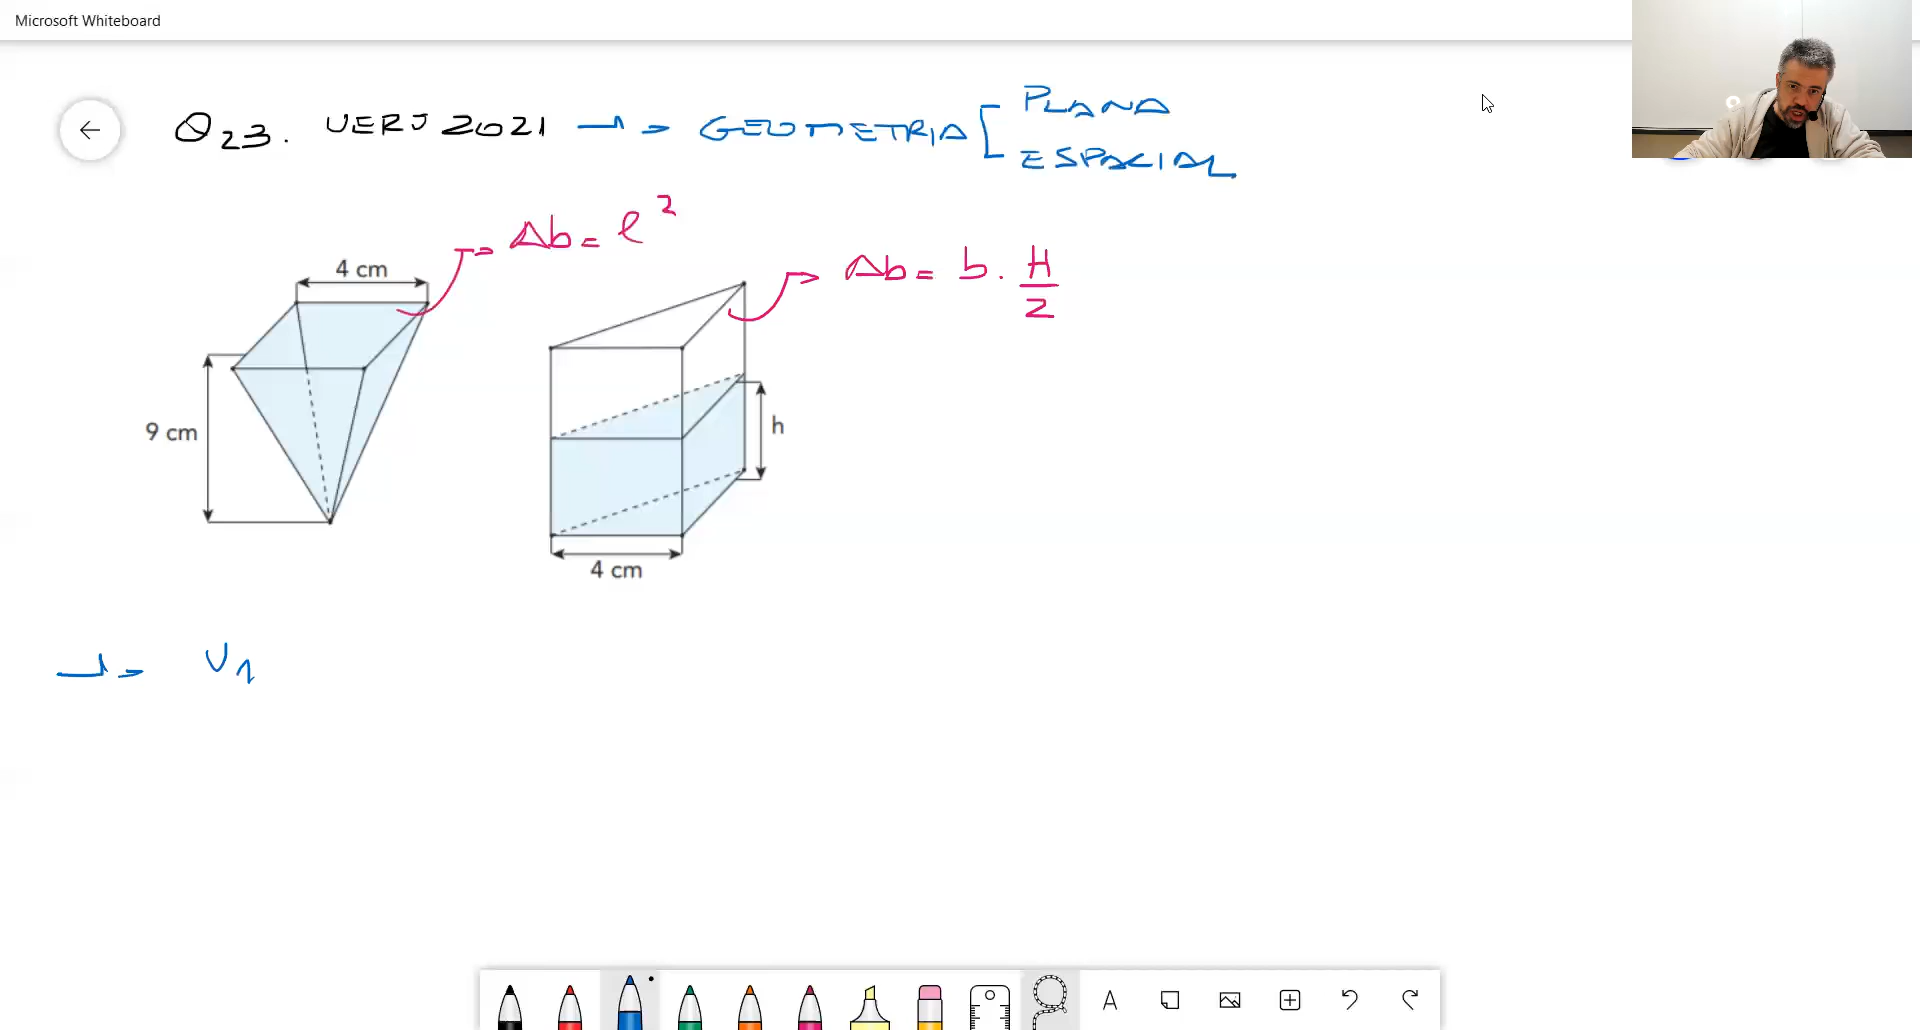 Microsoft Whiteboard
Q23. UERJ 2021 → GEOMETRIA [ PLANA
ESPACIAL
Ab = l²
Ab = b . H/2
4 cm
9 cm
h
4 cm
→ V1
A